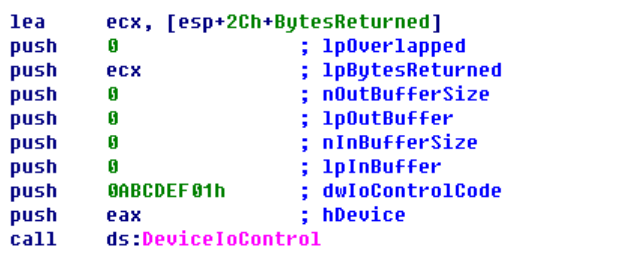 lea ecx, [esp+2Ch+BytesReturned]
push 0 ; lpOverlapped
push ecx ; lpBytesReturned
push 0 ; nOutBufferSize
push 0 ; lpOutBuffer
push 0 ; nInBufferSize
push 0 ; lpInBuffer
push 0ABCDEF01h ; dwIoControlCode
push eax ; hDevice
call ds:DeviceIoControl